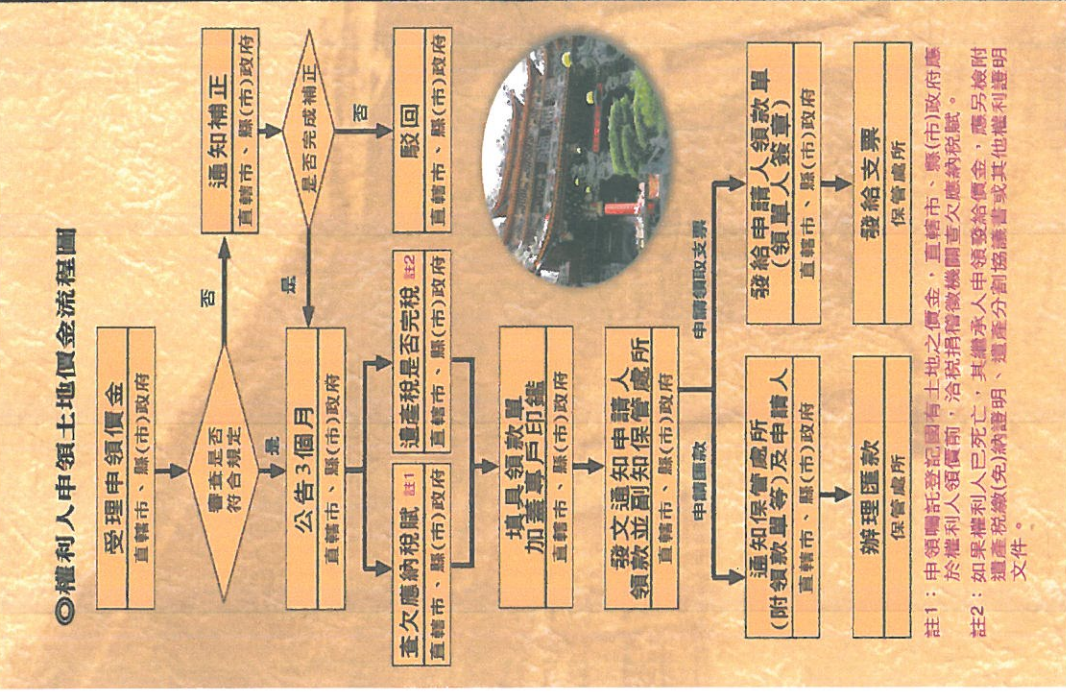 ◎權利人申領土地價金流程圖
受理申領價金
直轄市、縣(市)政府
審查是否
符合規定
否
通知補正
直轄市、縣(市)政府
是否完成補正
否
駁回
直轄市、縣(市)政府
是
是
公告3個月
直轄市、縣(市)政府
查欠應納稅賦 註1
直轄市、縣(市)政府
遺產稅是否完稅 註2
直轄市、縣(市)政府
填具領款單
加蓋專戶印鑑
直轄市、縣(市)政府
發文通知申請人
領款並副知保管處所
直轄市、縣(市)政府
申請匯款
申請領取支票
通知保管處所
(附領款單等)及申請人
直轄市、縣(市)政府
辦理匯款
保管處所
發給申請人領款單
(領單人簽章)
直轄市、縣(市)政府
發給支票
保管處所
註1：申領囑託登記國有土地之價金，直轄市、縣(市)政府應
於權利人領價前，洽稅捐稽徵機關查欠應納稅賦。
註2：如果權利人已死亡，其繼承人申領發給價金，應另檢附
遺產稅繳(免)納證明、遺產分割協議書或其他權利證明
文件。